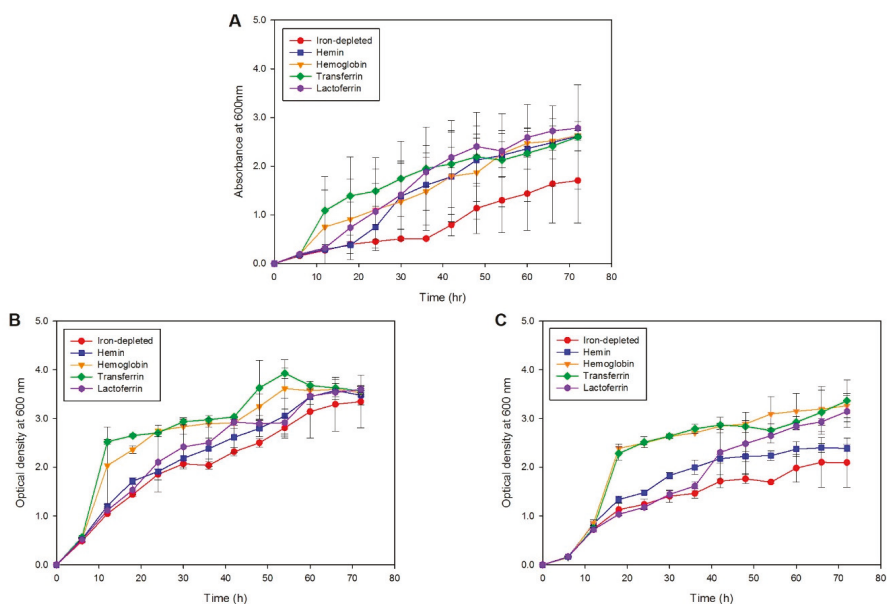 A
5.0
4.0
3.0
2.0
1.0
0.0
Absorbance at 600nm
Iron-depleted
Hemin
Hemoglobin
Transferrin
Lactoferrin
0 10 20 30 40 50 60 70 80
Time (hr)
B
5.0
4.0
3.0
2.0
1.0
0.0
Optical density at 600 nm
Iron-depleted
Hemin
Hemoglobin
Transferrin
Lactoferrin
0 10 20 30 40 50 60 70 80
Time (h)
C
5.0
4.0
3.0
2.0
1.0
0.0
Optical density at 600 nm
Iron-depleted
Hemin
Hemoglobin
Transferrin
Lactoferrin
0 10 20 30 40 50 60 70 80
Time (h)